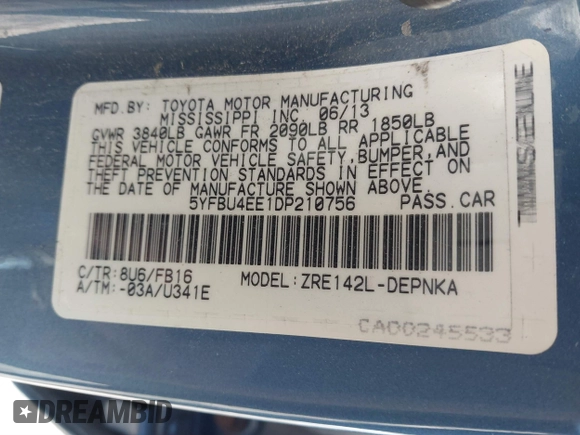 MFD. BY: TOYOTA MOTOR MANUFACTURING
MISSISSIPPI INC. 06/13
GVWR 3840LB GAWR FR 2090LB RR 1850LB
THIS VEHICLE CONFORMS TO ALL APPLICABLE
FEDERAL MOTOR VEHICLE SAFETY, BUMPER, AND
THEFT PREVENTION STANDARDS IN EFFECT ON
THE DATE OF MANUFACTURE SHOWN ABOVE.
5YFBU4EE1DP210756 PASS. CAR
C/TR: 8U6/FB16 MODEL: ZRE142L-DEPNKA
A/TM: -03A/U341E
CA00245533
DREAMBID